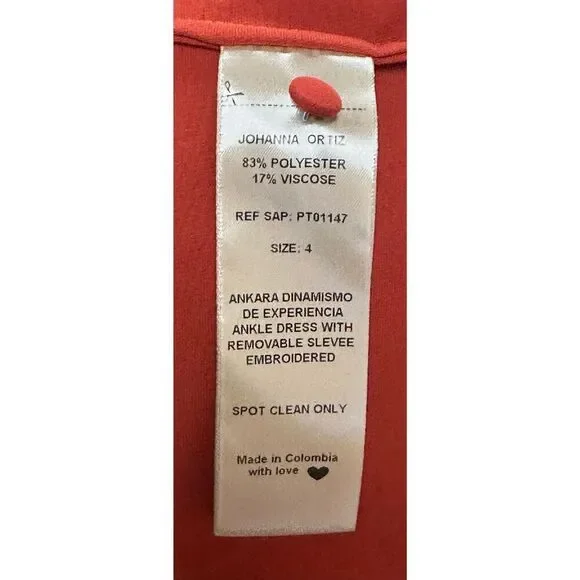 JOHANNA ORTIZ
83% POLYESTER
17% VISCOSE
REF SAP: PT01147
SIZE: 4
ANKARA DINAMISMO
DE EXPERIENCIA
ANKLE DRESS WITH
REMOVABLE SLEVEE
EMBROIDERED
SPOT CLEAN ONLY
Made in Colombia
with love